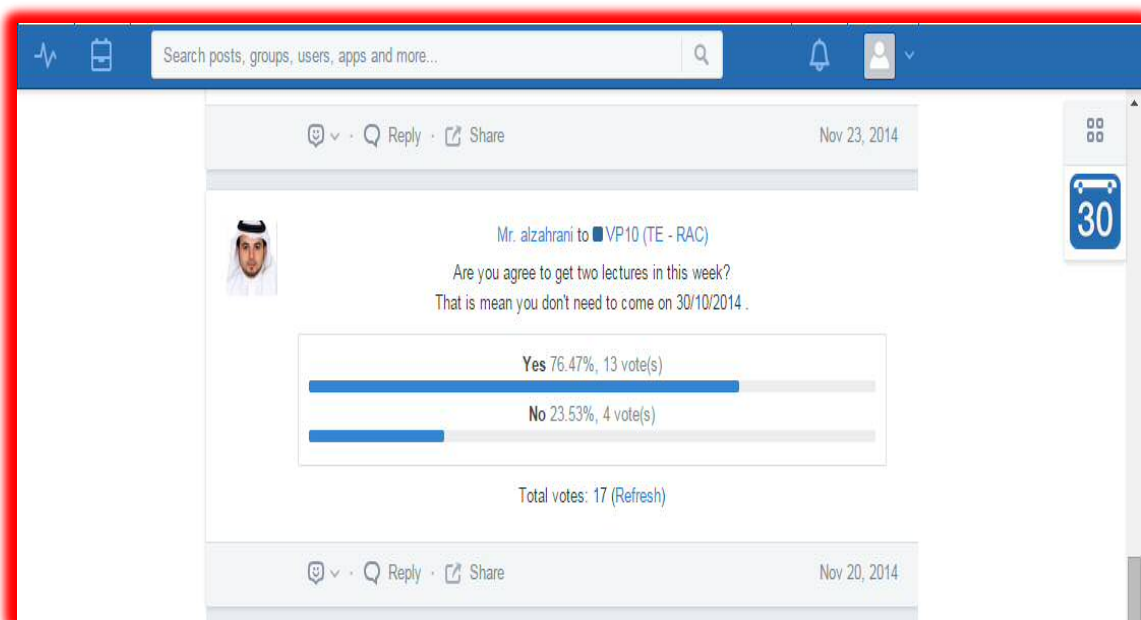 Search posts, groups, users, apps and more...
Reply · Share Nov 23, 2014
30
Mr. alzahrani to VP10 (TE - RAC)
Are you agree to get two lectures in this week?
That is mean you don't need to come on 30/10/2014 .
Yes 76.47%, 13 vote(s)
No 23.53%, 4 vote(s)
Total votes: 17 (Refresh)
Reply · Share Nov 20, 2014